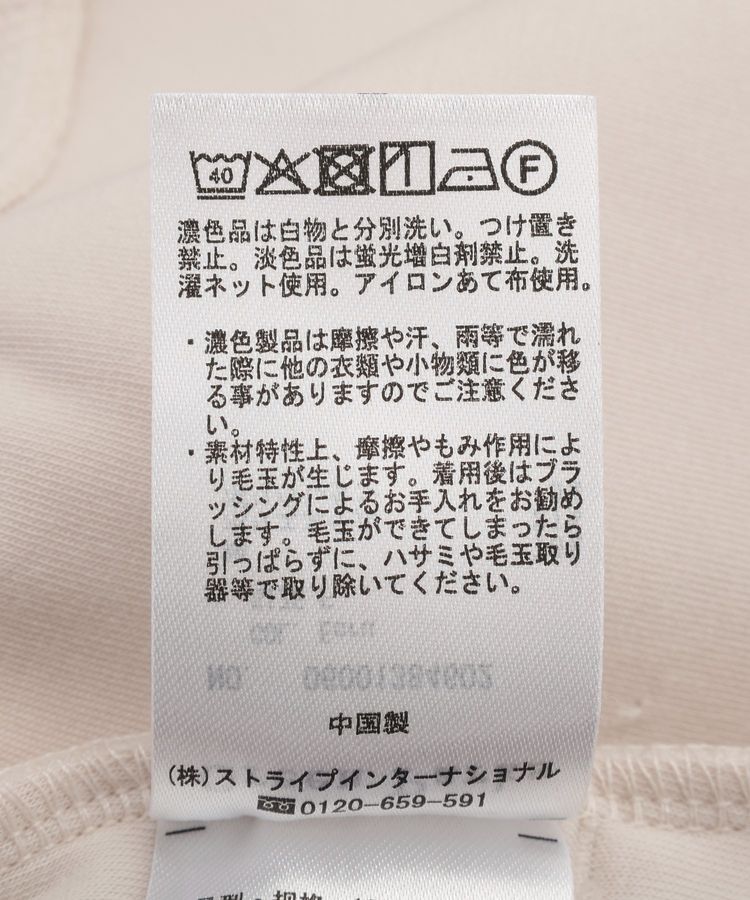 40 F
濃色品は白物と分別洗い。つけ置き
禁止。淡色品は蛍光増白剤禁止。洗
濯ネット使用。アイロンあて布使用。
・濃色製品は摩擦や汗、雨等で濡れ
た際に他の衣類や小物類に色が移
る事がありますのでご注意くださ
い。
・素材特性上、摩擦やもみ作用によ
り毛玉が生じます。着用後はブラ
ッシングによるお手入れをお勧め
します。毛玉ができてしまったら
引っぱらずに、ハサミや毛玉取り
器等で取り除いてください。
COL. Ecru
NO. 06001384602
中国製
(株)ストライプインターナショナル
0120-659-591